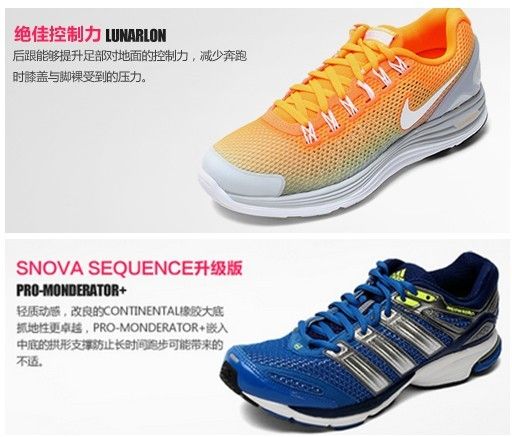 绝佳控制力 LUNARLON
后跟能够提升足部对地面的控制力，减少奔跑
时膝盖与脚裸受到的压力。
SNOVA SEQUENCE升级版
PRO-MONDERATOR+
轻质动感，改良的CONTINENTAL橡胶大底
抓地性更卓越，PRO-MONDERATOR+嵌入
中底的拱形支撑防止长时间跑步可能带来的
不适。
adidas